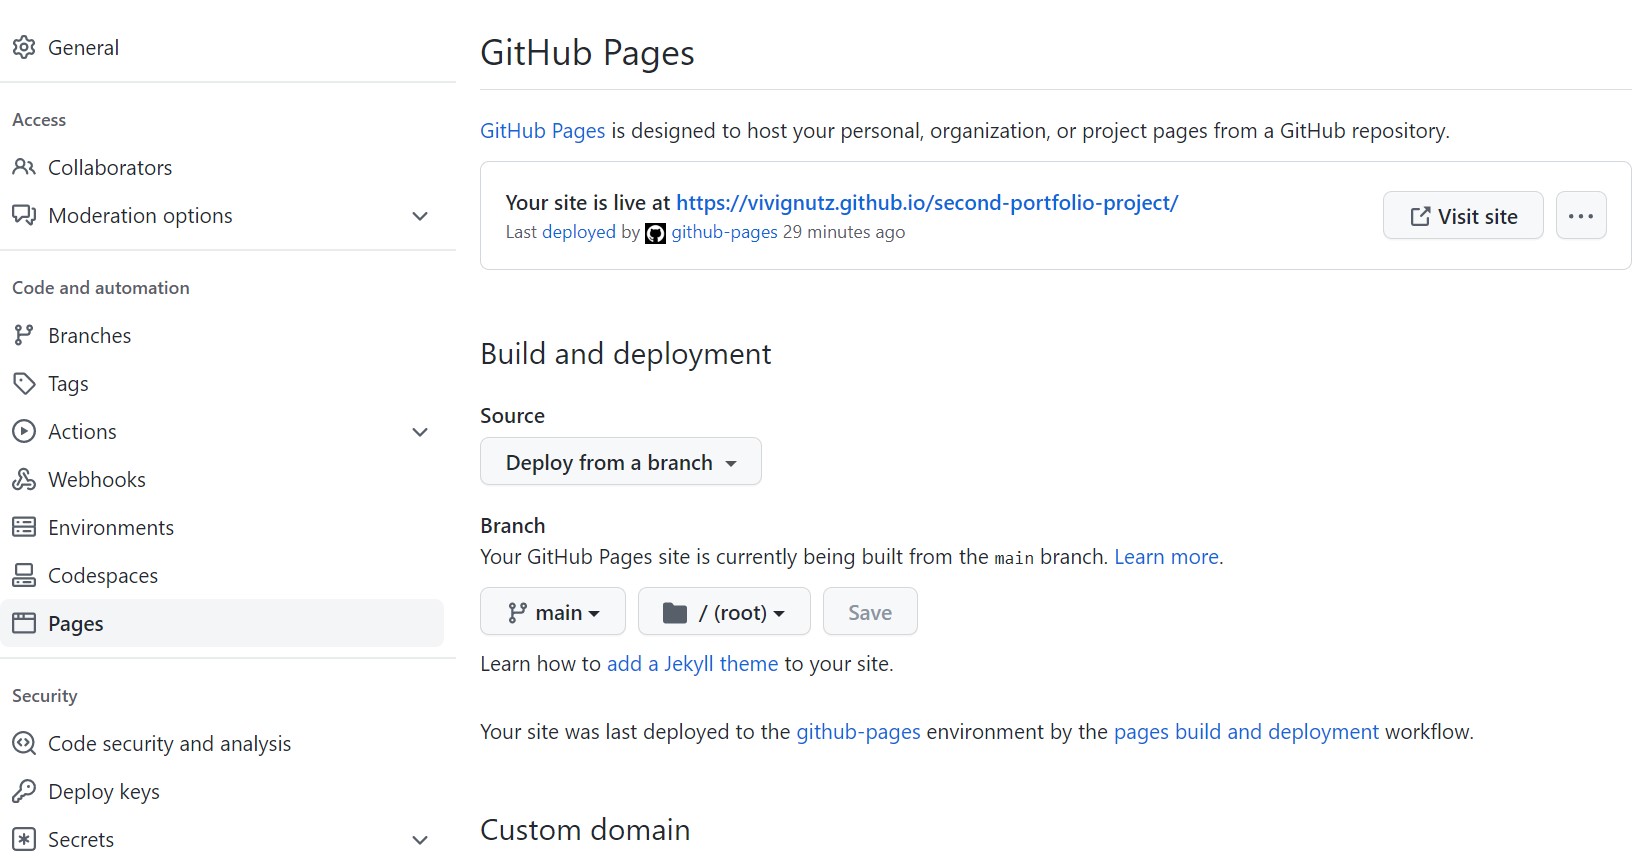 General
Access
Collaborators
Moderation options
Code and automation
Branches
Tags
Actions
Webhooks
Environments
Codespaces
Pages
Security
Code security and analysis
Deploy keys
Secrets
GitHub Pages
GitHub Pages is designed to host your personal, organization, or project pages from a GitHub repository.
Your site is live at https://vivignutz.github.io/second-portfolio-project/
Last deployed by github-pages 29 minutes ago
Visit site
Build and deployment
Source
Deploy from a branch
Branch
Your GitHub Pages site is currently being built from the main branch. Learn more.
main
/ (root)
Save
Learn how to add a Jekyll theme to your site.
Your site was last deployed to the github-pages environment by the pages build and deployment workflow.
Custom domain